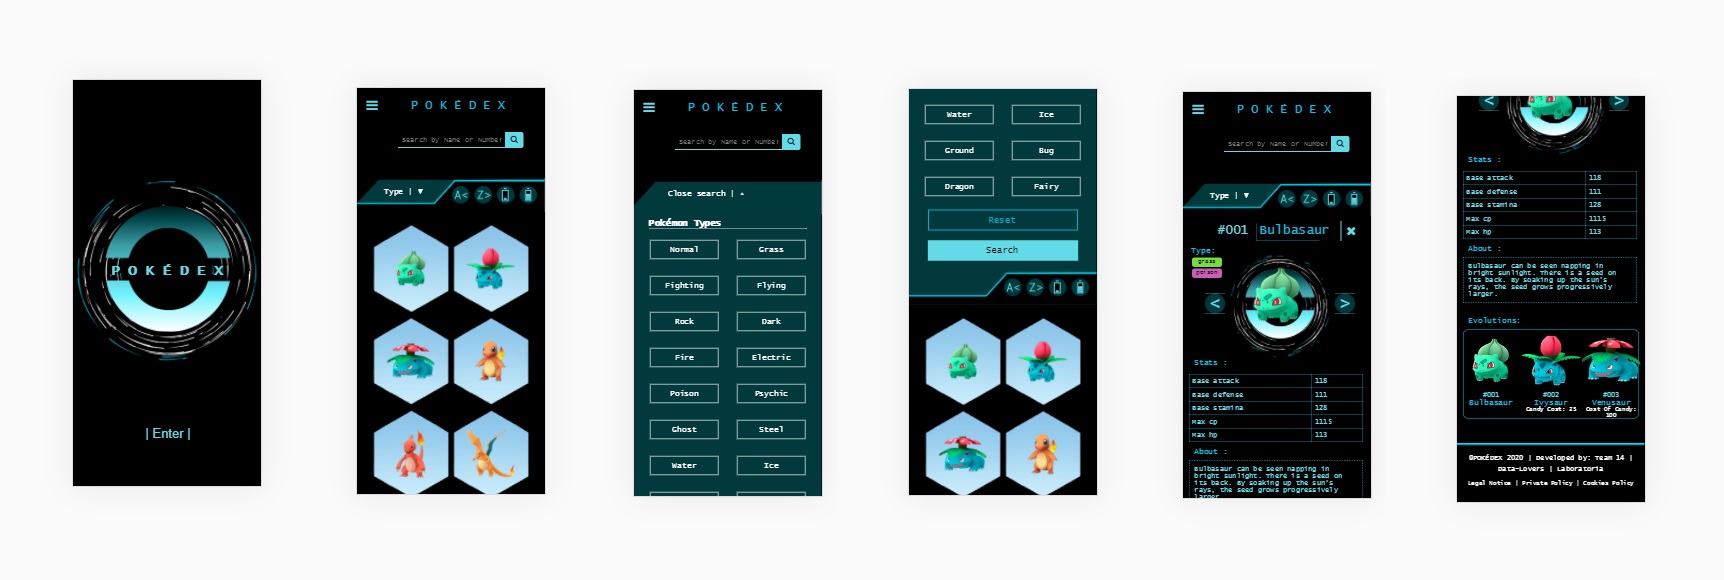 POKÉDEX
| Enter |
POKÉDEX
Search by Name or Number
Type | ▼
A<
Z>
POKÉDEX
Search by Name or Number
Close search | ▲
Pokémon Types
Normal
Grass
Fighting
Flying
Rock
Dark
Fire
Electric
Poison
Psychic
Ghost
Steel
Water
Ice
Water
Ice
Ground
Bug
Dragon
Fairy
Reset
Search
A<
Z>
POKÉDEX
Search by Name or Number
Type | ▼
A<
Z>
#001 Bulbasaur
Type:
grass
poison
<
>
Stats :
Base attack 118
Base defense 111
Base stamina 128
Max cp 1115
Max hp 113
About :
Bulbasaur can be seen napping in
bright sunlight. There is a seed on
its back. By soaking up the sun's
rays, the seed grows progressively
larger.
<
>
Stats :
Base attack 118
Base defense 111
Base stamina 128
Max cp 1115
Max hp 113
About :
Bulbasaur can be seen napping in
bright sunlight. There is a seed on
its back. By soaking up the sun's
rays, the seed grows progressively
larger.
Evolutions:
#001
Bulbasaur
#002
Ivysaur
Candy Cost: 25
#003
Venusaur
Cost Of Candy:
100
©POKÉDEX 2020 | Developed by: Team 14 |
Data-Lovers | Laboratoria
Legal Notice | Private Policy | Cookies Policy